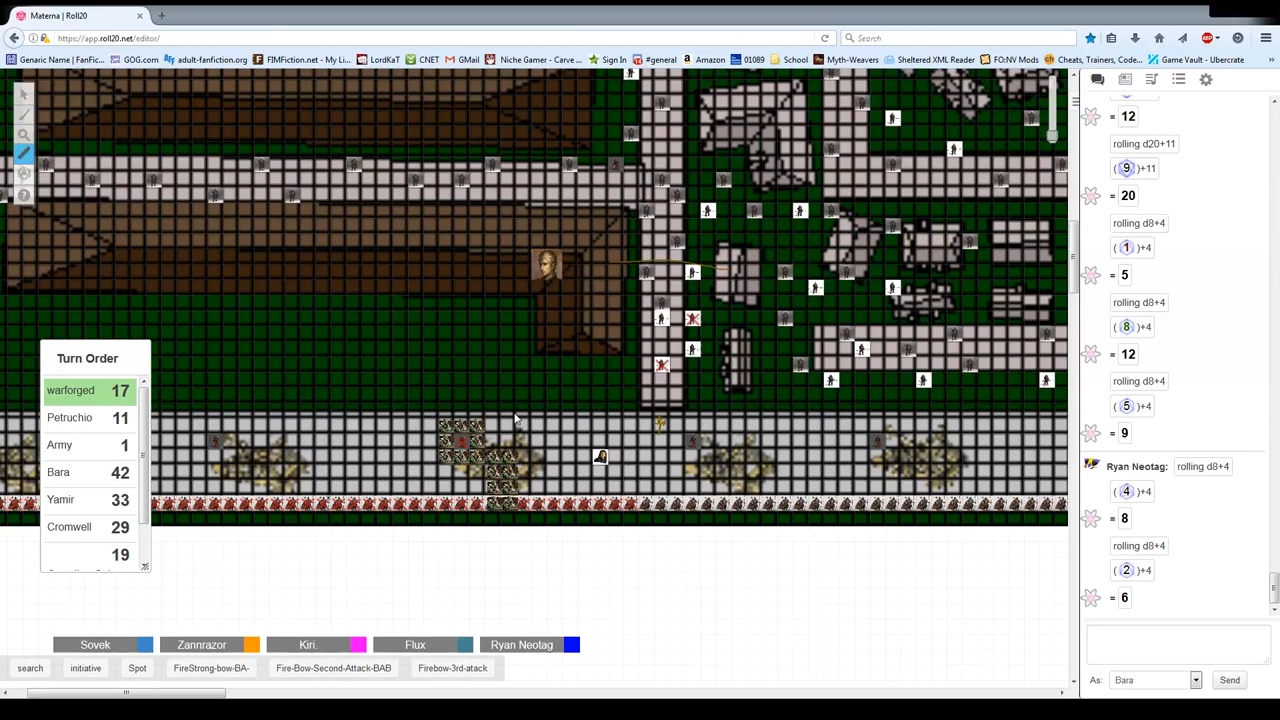 Materna | Roll20
https://app.roll20.net/editor/
Search
Generic Name | FanFic...
GOG.com
adult-fanfiction.org
FIMFiction.net - My Li...
LordKaT
CNET
GMail
Niche Gamer - Carve ...
Sign In
#general
Amazon
01089
School
Myth-Weavers
Sheltered XML Reader
FO:NV Mods
Cheats, Trainers, Code...
Game Vault - Ubercrate
ABP
= 12
rolling d20+11
(9)+11
= 20
rolling d8+4
(1)+4
= 5
rolling d8+4
(8)+4
= 12
rolling d8+4
(5)+4
= 9
Ryan Neotag: rolling d8+4
(4)+4
= 8
rolling d8+4
(2)+4
= 6
Turn Order
warforged 17
Petruchio 11
Army 1
Bara 42
Yamir 33
Cromwell 29
19
Sovek
Zannrazor
Kiri.
Flux
Ryan Neotag
search
initiative
Spot
FireStrong-bow-BA-
Fire-Bow-Second-Attack-BAB
Firebow-3rd-atack
As: Bara
Send